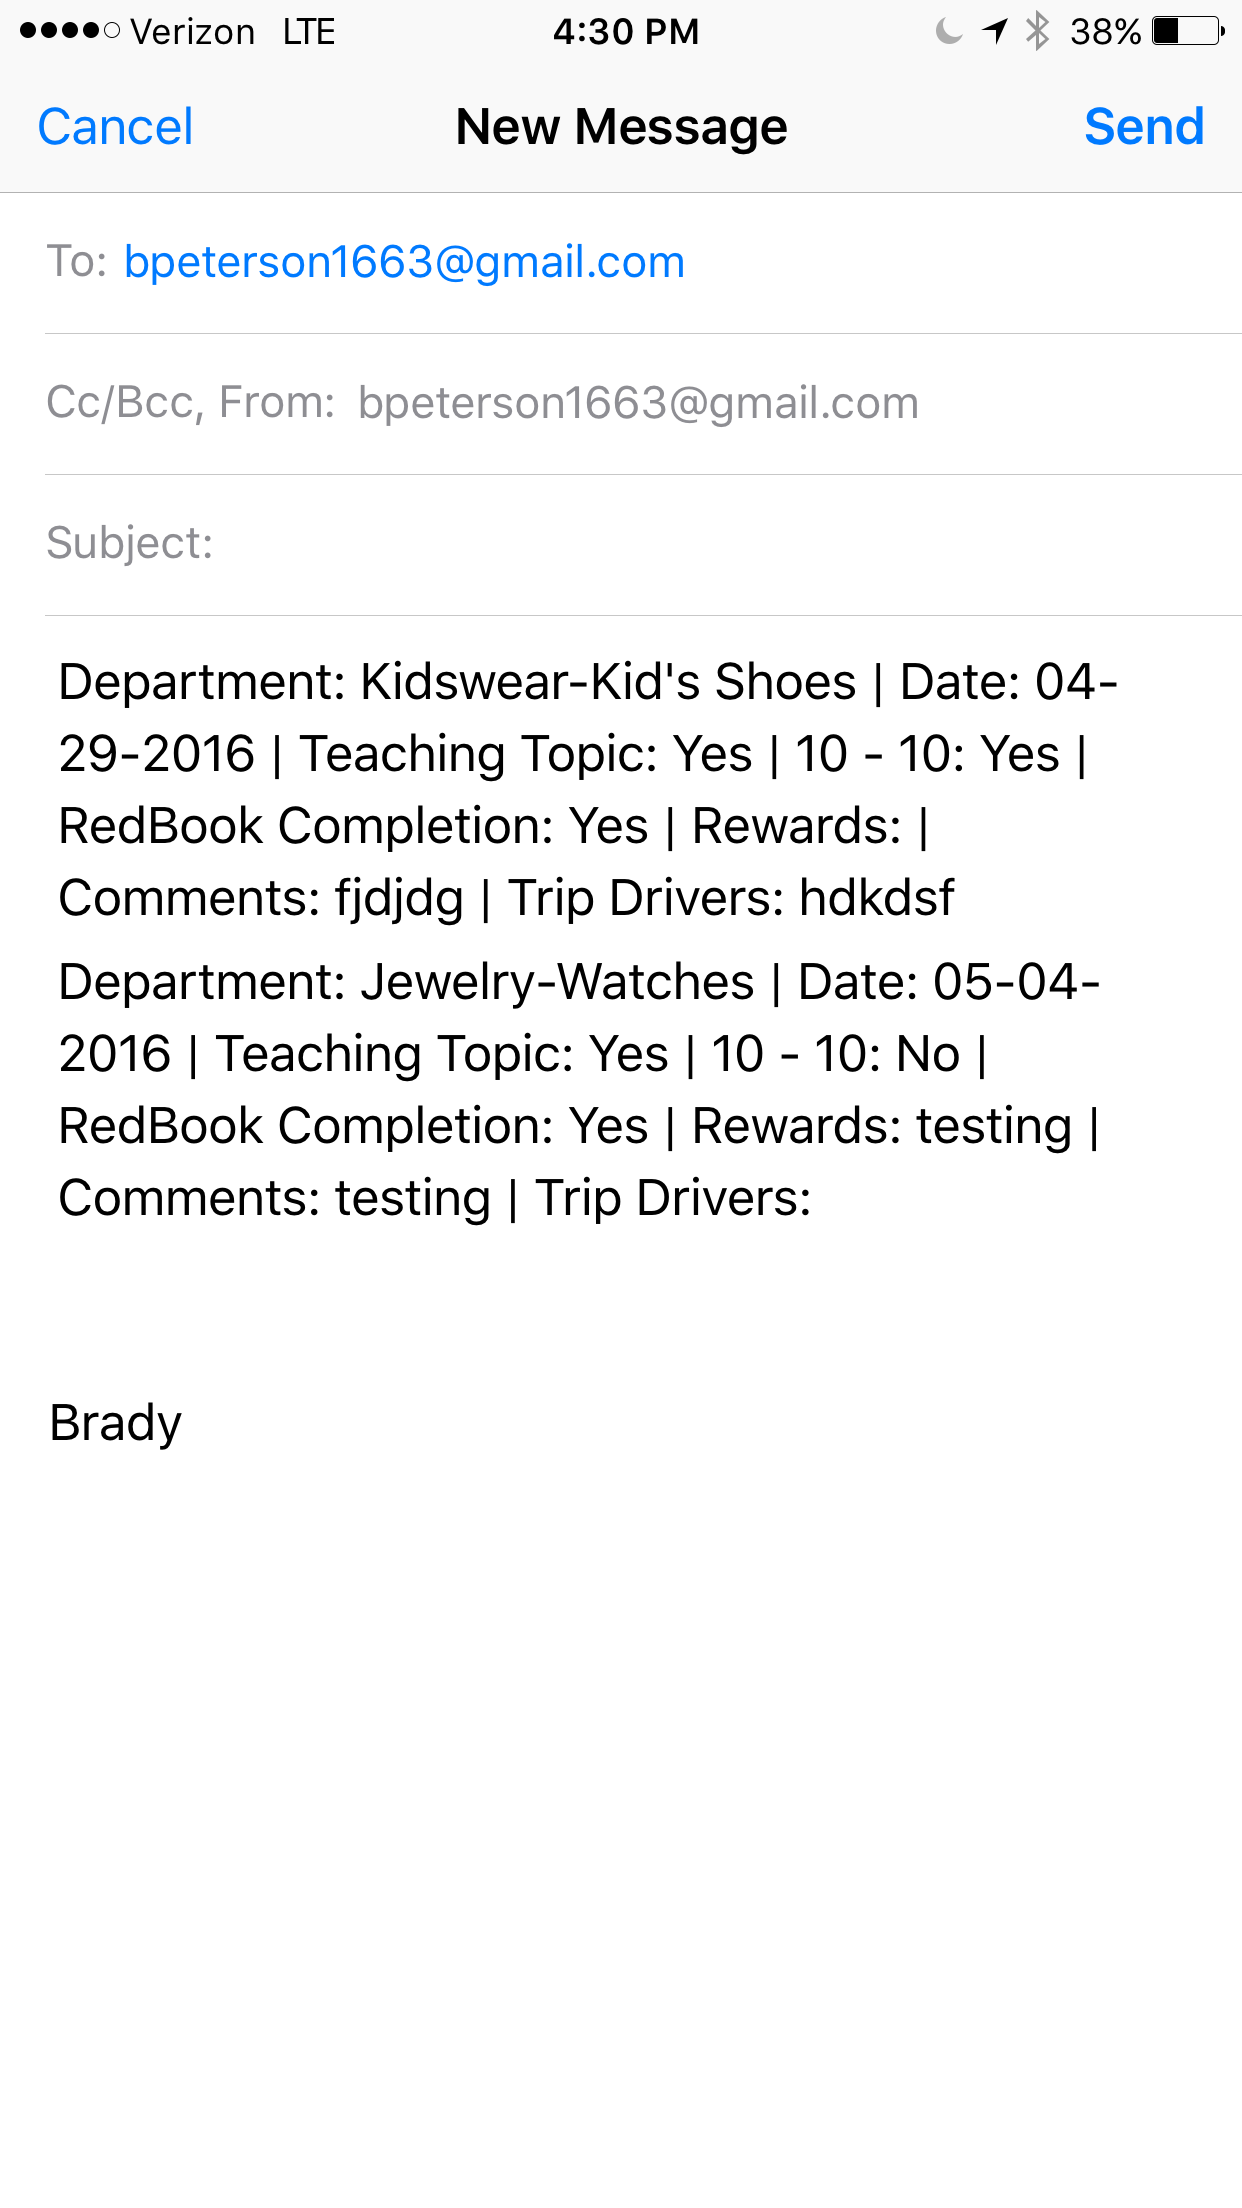 Verizon LTE 4:30 PM 38%
Cancel New Message Send
To: bpeterson1663@gmail.com
Cc/Bcc, From: bpeterson1663@gmail.com
Subject:
Department: Kidswear-Kid's Shoes | Date: 04-
29-2016 | Teaching Topic: Yes | 10 - 10: Yes |
RedBook Completion: Yes | Rewards: |
Comments: fjdjdg | Trip Drivers: hdkdsf
Department: Jewelry-Watches | Date: 05-04-
2016 | Teaching Topic: Yes | 10 - 10: No |
RedBook Completion: Yes | Rewards: testing |
Comments: testing | Trip Drivers:
Brady